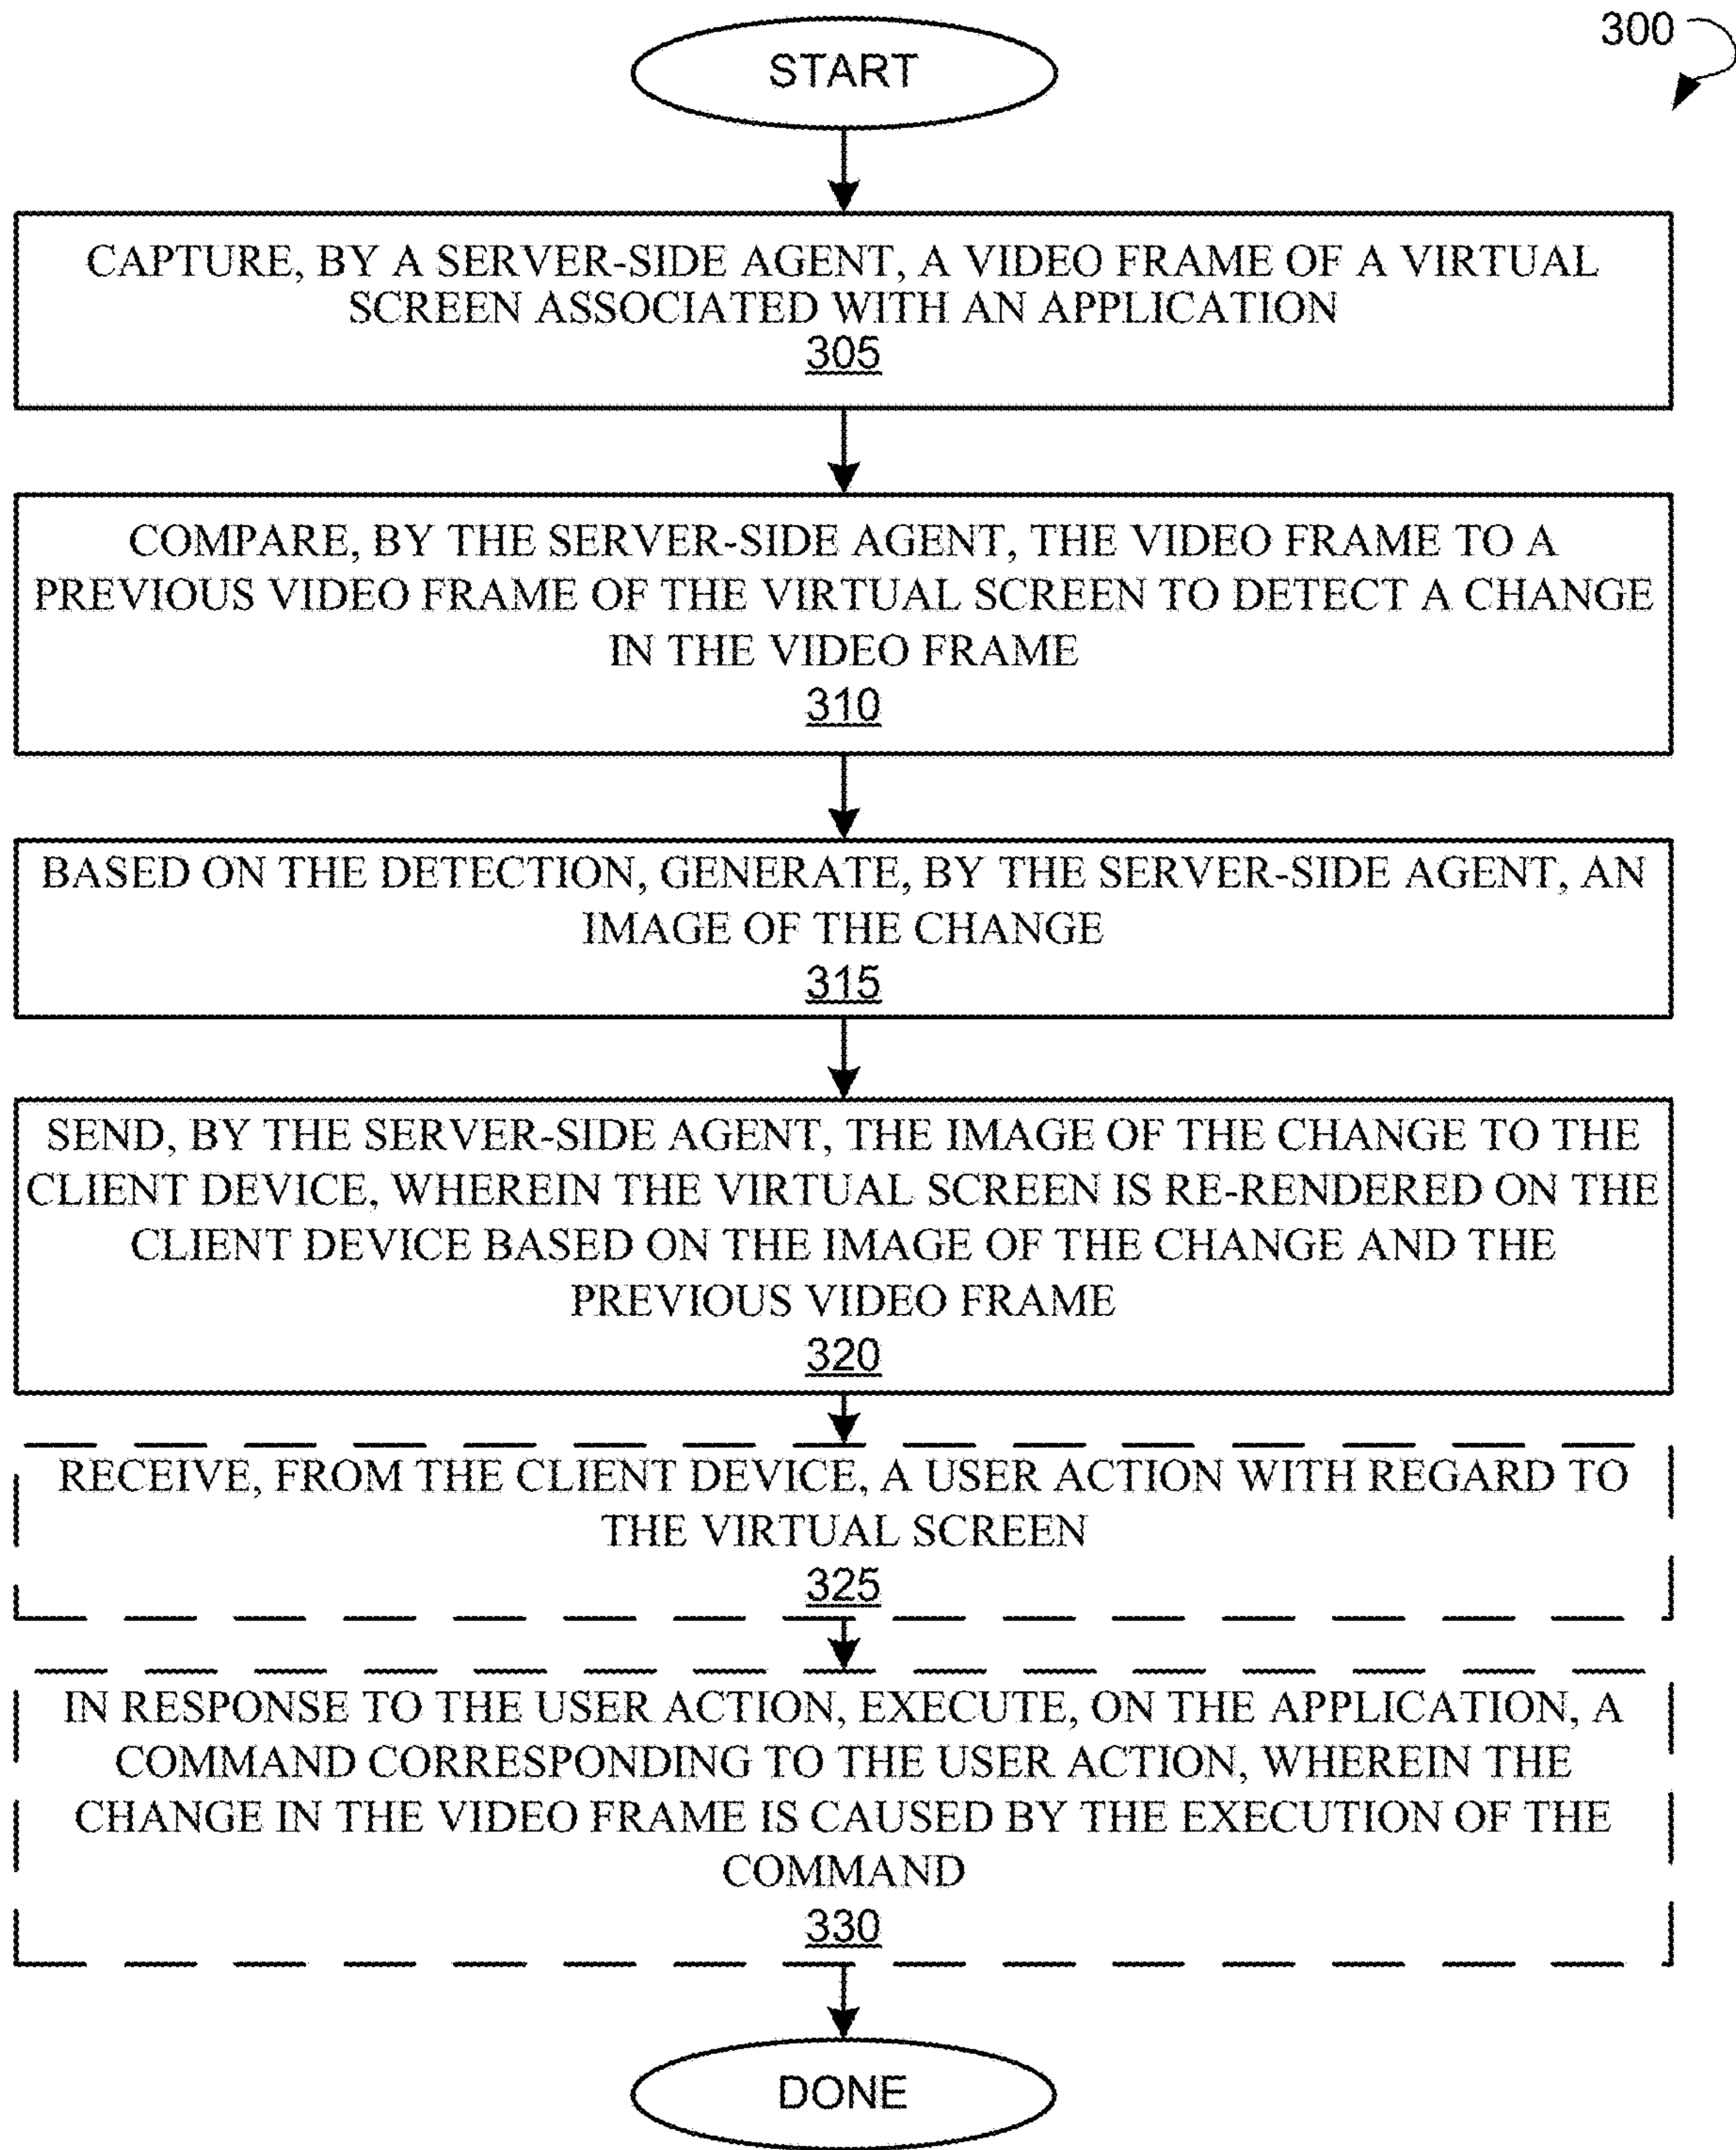 300
START
CAPTURE, BY A SERVER-SIDE AGENT, A VIDEO FRAME OF A VIRTUAL
SCREEN ASSOCIATED WITH AN APPLICATION
305
COMPARE, BY THE SERVER-SIDE AGENT, THE VIDEO FRAME TO A
PREVIOUS VIDEO FRAME OF THE VIRTUAL SCREEN TO DETECT A CHANGE
IN THE VIDEO FRAME
310
BASED ON THE DETECTION, GENERATE, BY THE SERVER-SIDE AGENT, AN
IMAGE OF THE CHANGE
315
SEND, BY THE SERVER-SIDE AGENT, THE IMAGE OF THE CHANGE TO THE
CLIENT DEVICE, WHEREIN THE VIRTUAL SCREEN IS RE-RENDERED ON THE
CLIENT DEVICE BASED ON THE IMAGE OF THE CHANGE AND THE
PREVIOUS VIDEO FRAME
320
RECEIVE, FROM THE CLIENT DEVICE, A USER ACTION WITH REGARD TO
THE VIRTUAL SCREEN
325
IN RESPONSE TO THE USER ACTION, EXECUTE, ON THE APPLICATION, A
COMMAND CORRESPONDING TO THE USER ACTION, WHEREIN THE
CHANGE IN THE VIDEO FRAME IS CAUSED BY THE EXECUTION OF THE
COMMAND
330
DONE